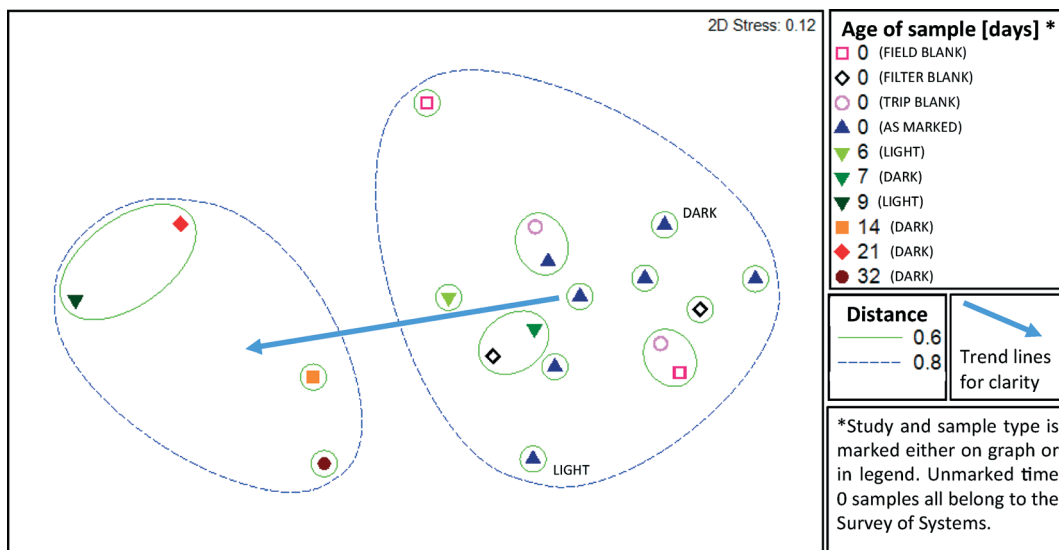 2D Stress: 0.12
DARK
LIGHT
Age of sample [days] *
0 (FIELD BLANK)
0 (FILTER BLANK)
0 (TRIP BLANK)
0 (AS MARKED)
6 (LIGHT)
7 (DARK)
9 (LIGHT)
14 (DARK)
21 (DARK)
32 (DARK)
Distance
0.6
0.8
Trend lines
for clarity
*Study and sample type is
marked either on graph or
in legend. Unmarked time
0 samples all belong to the
Survey of Systems.